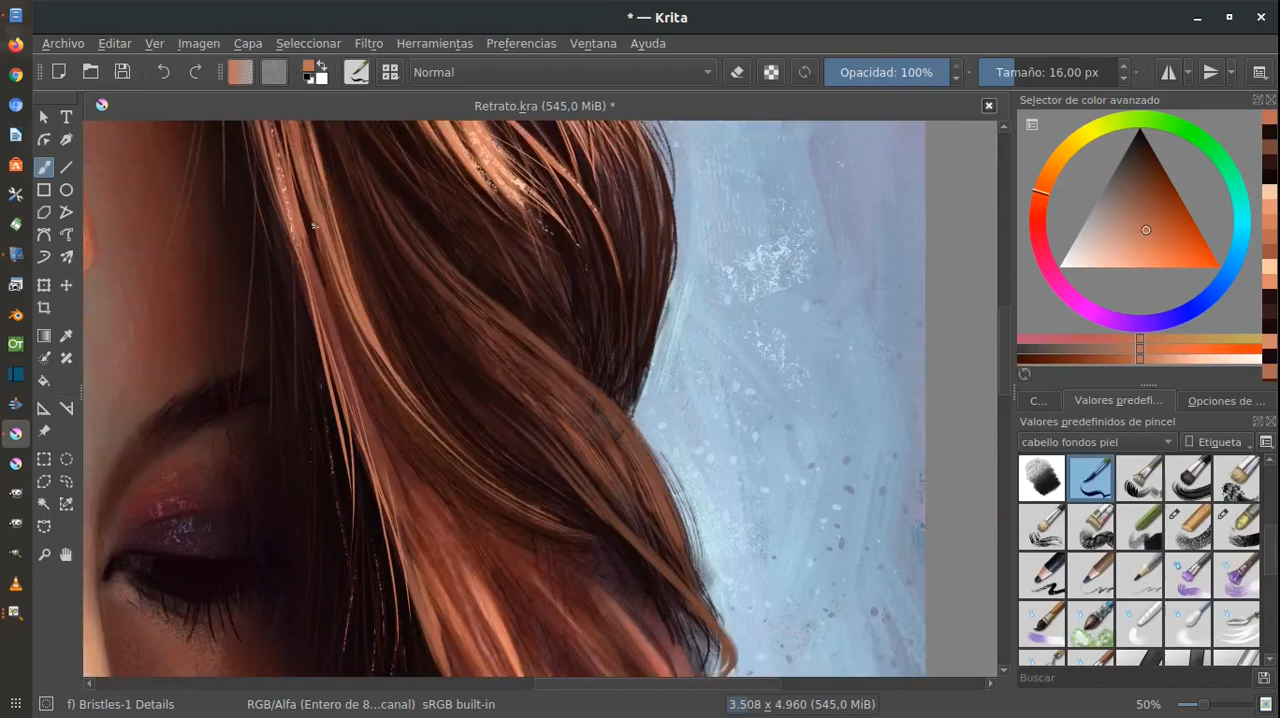 * — Krita
Archivo Editar Ver Imagen Capa Seleccionar Filtro Herramientas Preferencias Ventana Ayuda
Normal Opacidad: 100% Tamaño: 16,00 px
Retrato.kra (545,0 MiB) *
Selector de color avanzado
C... Valores predefi... Opciones de ...
Valores predefinidos de pincel
cabello fondos piel Etiqueta
Buscar
f) Bristles-1 Details RGB/Alfa (Entero de 8...canal) sRGB built-in 3.508 x 4.960 (545,0 MiB) 50%